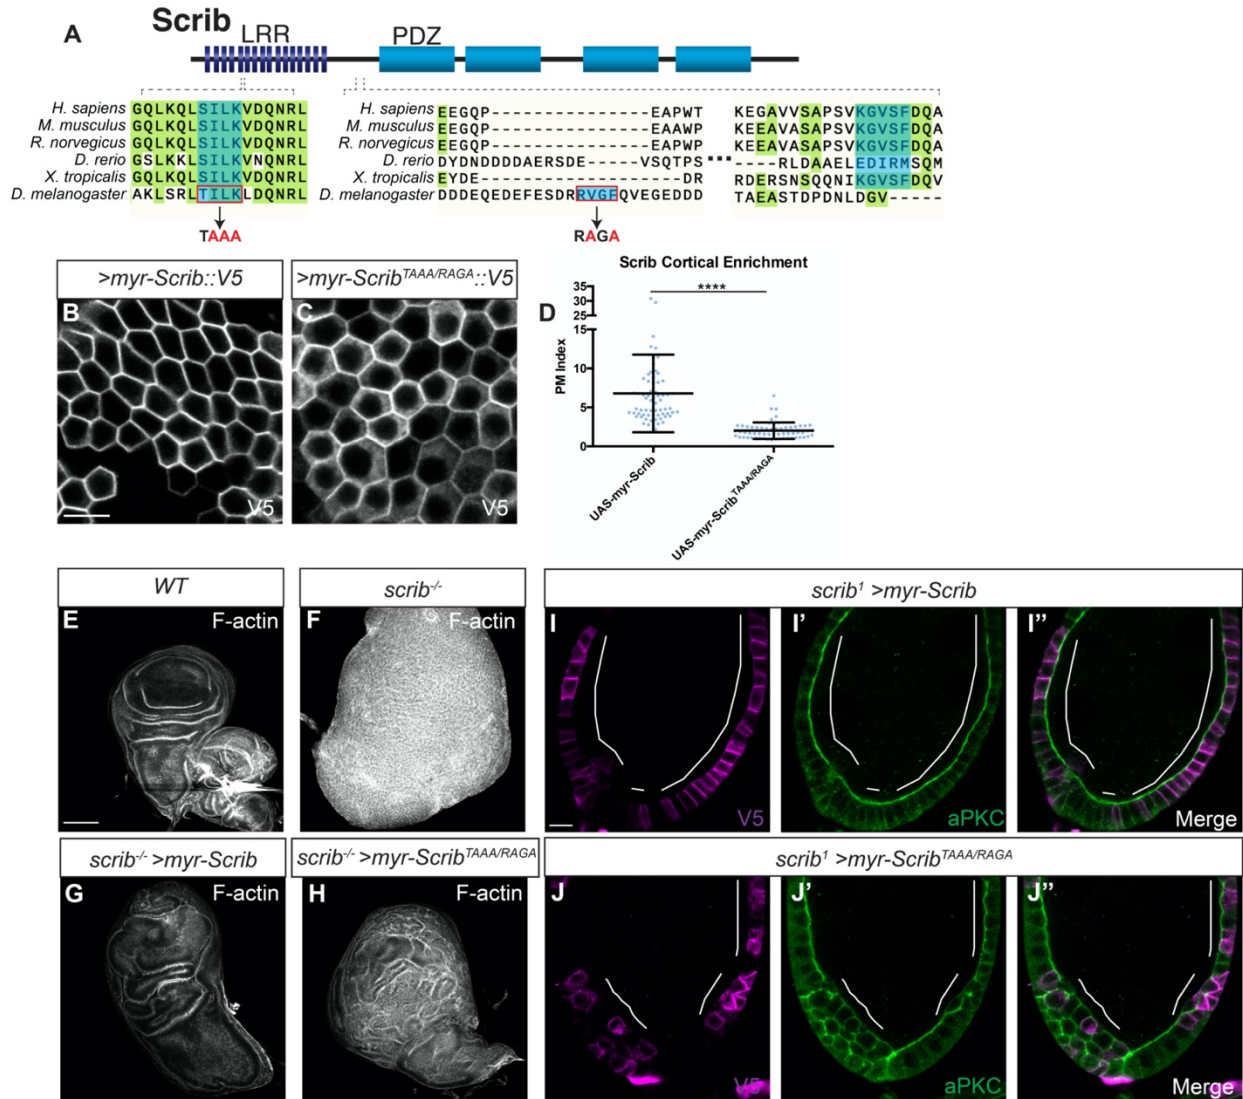 A
Scrib
LRR
PDZ
H. sapiens GQLKQLSILKVDQNRL
M. musculus GQLKQLSILKVDQNRL
R. norvegicus GQLKQLSILKVDQNRL
D. rerio GSLKKLSILKVNQNRL
X. tropicalis GQLKQLSILKVDQNRL
D. melanogaster AKLSRLTILKLDQNRL
TAAA
H. sapiens EEGQP----------------EAPWT KEGAVVSAPSVKGVSFDQA
M. musculus EEGQP----------------EAAWP KEEAVASAPSVKGVSFDQA
R. norvegicus EEGQP----------------EAAWP KEEAVASAPSVKGVSFDQA
D. rerio DYDNDDDDAERSDE-----VSQTPS ▪▪▪ ----RLDAAELEDIRMSQM
X. tropicalis EYDE-------------------DR RDERSNSQQNIKGVSFDQV
D. melanogaster DDDEQEDEFESDRRVGFQVEGEDDD TAEASTDPDNLDGV-----
RAGA
>myr-Scrib::V5
B
V5
>myr-ScribTAAA/RAGA::V5
C
V5
D
Scrib Cortical Enrichment
****
35
30
25
15
10
5
0
PM Index
UAS-myr-Scrib
UAS-myr-ScribTAAA/RAGA
WT
E
F-actin
scrib-/-
F
F-actin
scrib-/- >myr-Scrib
G
F-actin
scrib-/- >myr-ScribTAAA/RAGA
H
F-actin
scrib1 >myr-Scrib
I
V5
I'
aPKC
I"
Merge
scrib1 >myr-ScribTAAA/RAGA
J
V5
J'
aPKC
J"
Merge